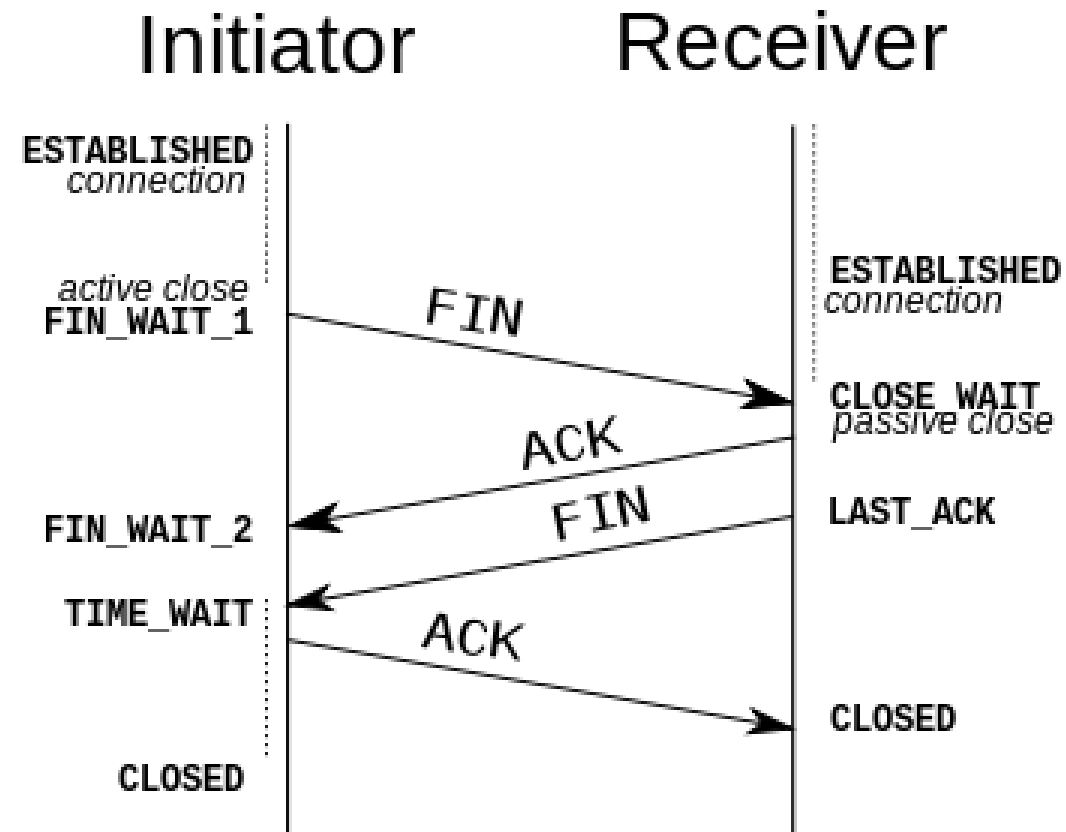 Initiator
Receiver
ESTABLISHED
connection
active close
FIN_WAIT_1
FIN
ESTABLISHED
connection
CLOSE_WAIT
passive close
ACK
FIN_WAIT_2
FIN
LAST_ACK
TIME_WAIT
ACK
CLOSED
CLOSED